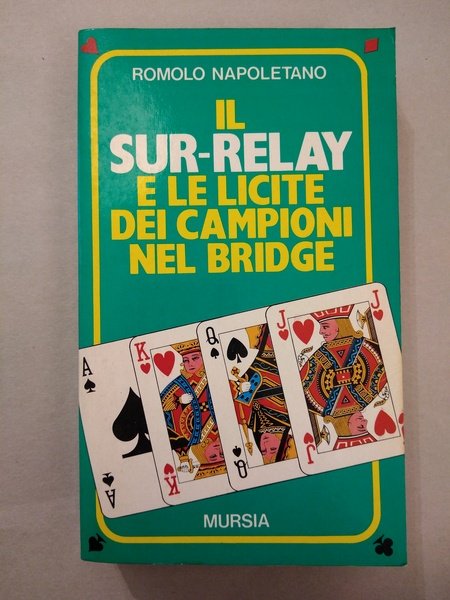 ROMOLO NAPOLETANO
IL
SUR-RELAY
E LE LICITE
DEI CAMPIONI
NEL BRIDGE
A
K
Q
J
J
A
K
Q
J
MURSIA